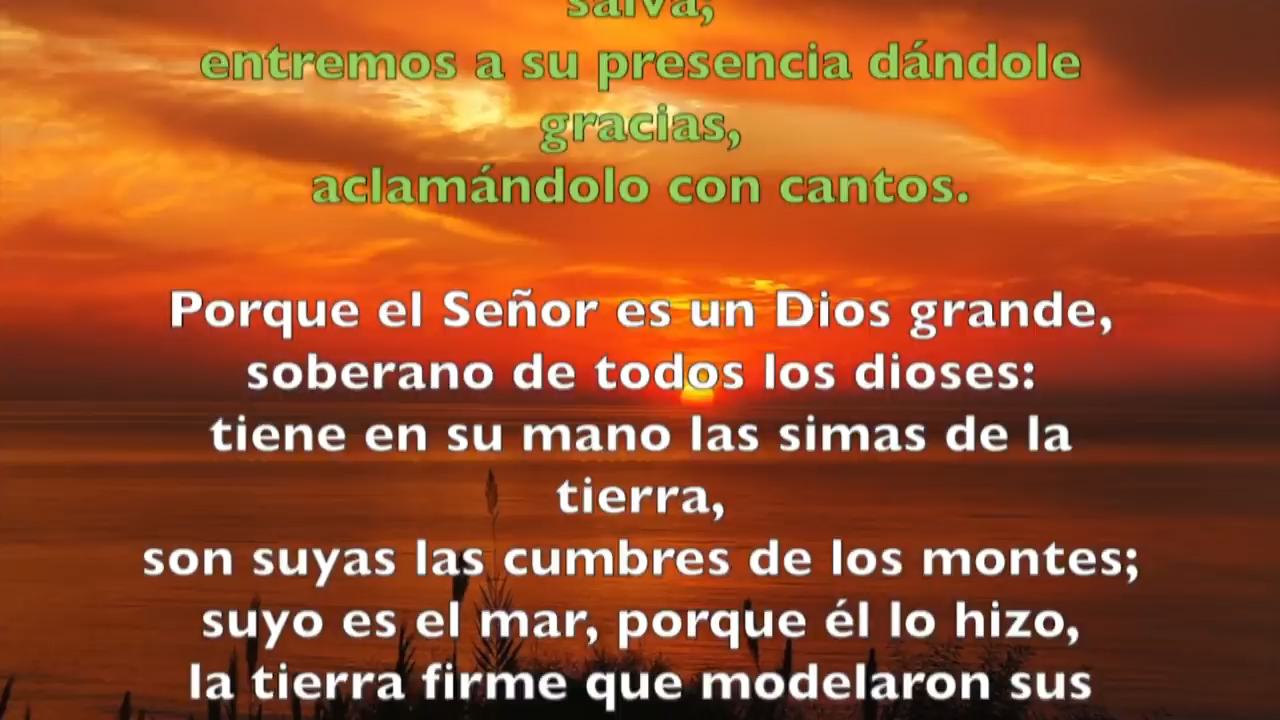 salva;
entremos a su presencia dándole
gracias,
aclamándolo con cantos.
Porque el Señor es un Dios grande,
soberano de todos los dioses:
tiene en su mano las simas de la
tierra,
son suyas las cumbres de los montes;
suyo es el mar, porque él lo hizo,
la tierra firme que modelaron sus